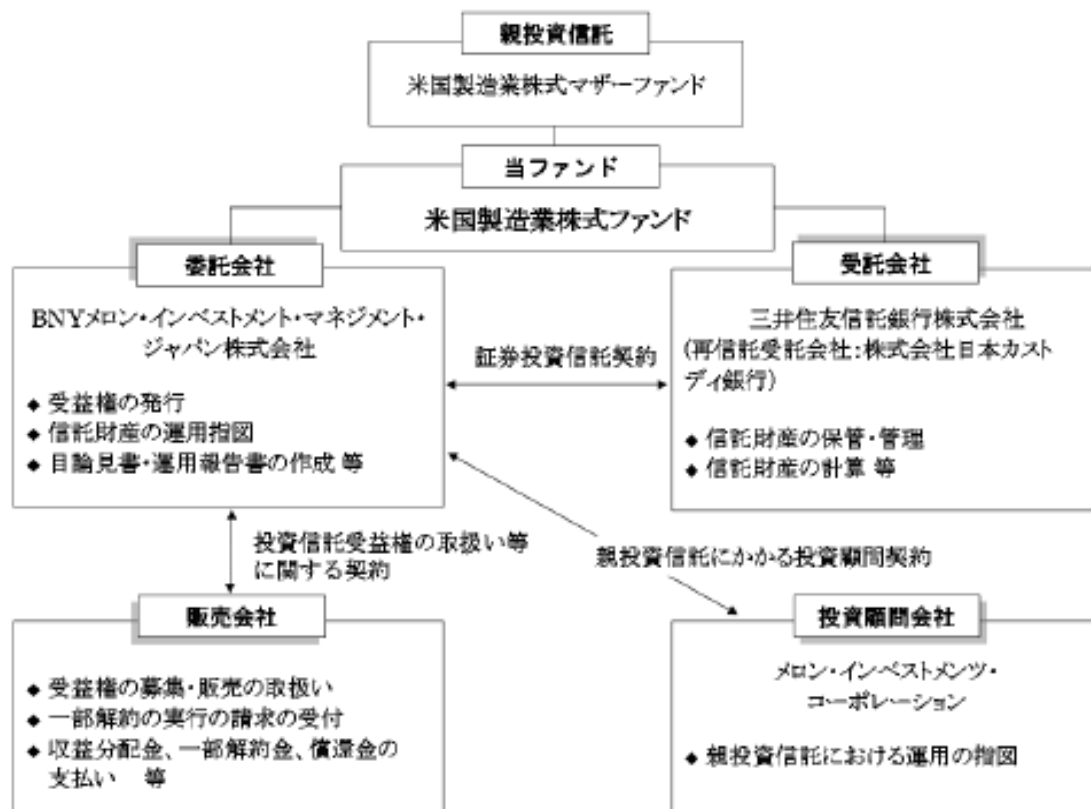 親投資信託
米国製造業株式マザーファンド
当ファンド
米国製造業株式ファンド
委託会社
BNYメロン・インベストメント・マネジメント・
ジャパン株式会社
◆ 受益権の発行
◆ 信託財産の運用指図
◆ 目論見書・運用報告書の作成 等
証券投資信託契約
受託会社
三井住友信託銀行株式会社
(再信託受託会社:株式会社日本カスト
ディ銀行)
◆ 信託財産の保管・管理
◆ 信託財産の計算 等
投資信託受益権の取扱い等
に関する契約
親投資信託にかかる投資顧問契約
販売会社
◆ 受益権の募集・販売の取扱い
◆ 一部解約の実行の請求の受付
◆ 収益分配金、一部解約金、償還金の
支払い 等
投資顧問会社
メロン・インベストメンツ・
コーポレーション
◆ 親投資信託における運用の指図